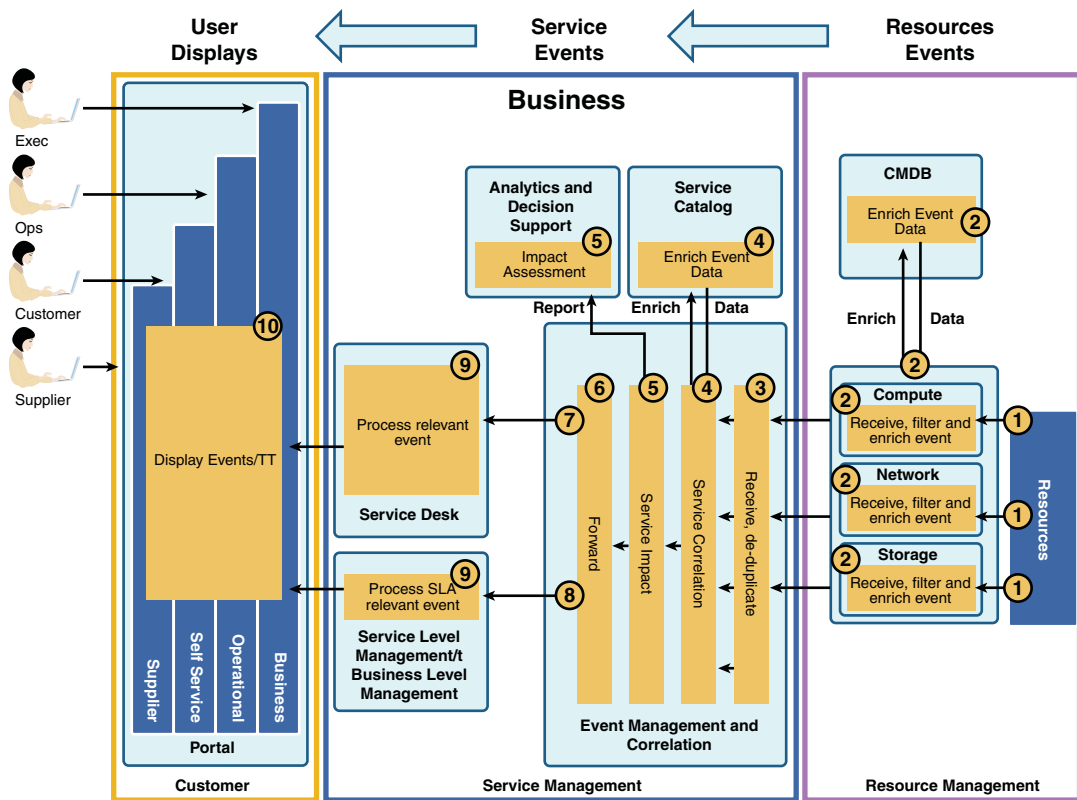 User
Displays
Service
Events
Resources
Events
Exec
Ops
Customer
Supplier
10
Display Events/TT
Supplier
Self Service
Operational
Business
Portal
Customer
Business
Analytics and
Decision
Support
5
Impact
Assessment
Report
Service
Catalog
4
Enrich Event
Data
Enrich
Data
9
Process relevant
event
Service Desk
9
Process SLA
relevant event
Service Level
Management/t
Business Level
Management
6
5
4
3
7
8
Forward
Service Impact
Service Correlation
Receive, de-duplicate
Event Management and
Correlation
Service Management
CMDB
Enrich Event
Data
2
Enrich
Data
2
2
Compute
Receive, filter and
enrich event
1
2
Network
Receive, filter and
enrich event
1
2
Storage
Receive, filter and
enrich event
1
Resources
Resource Management